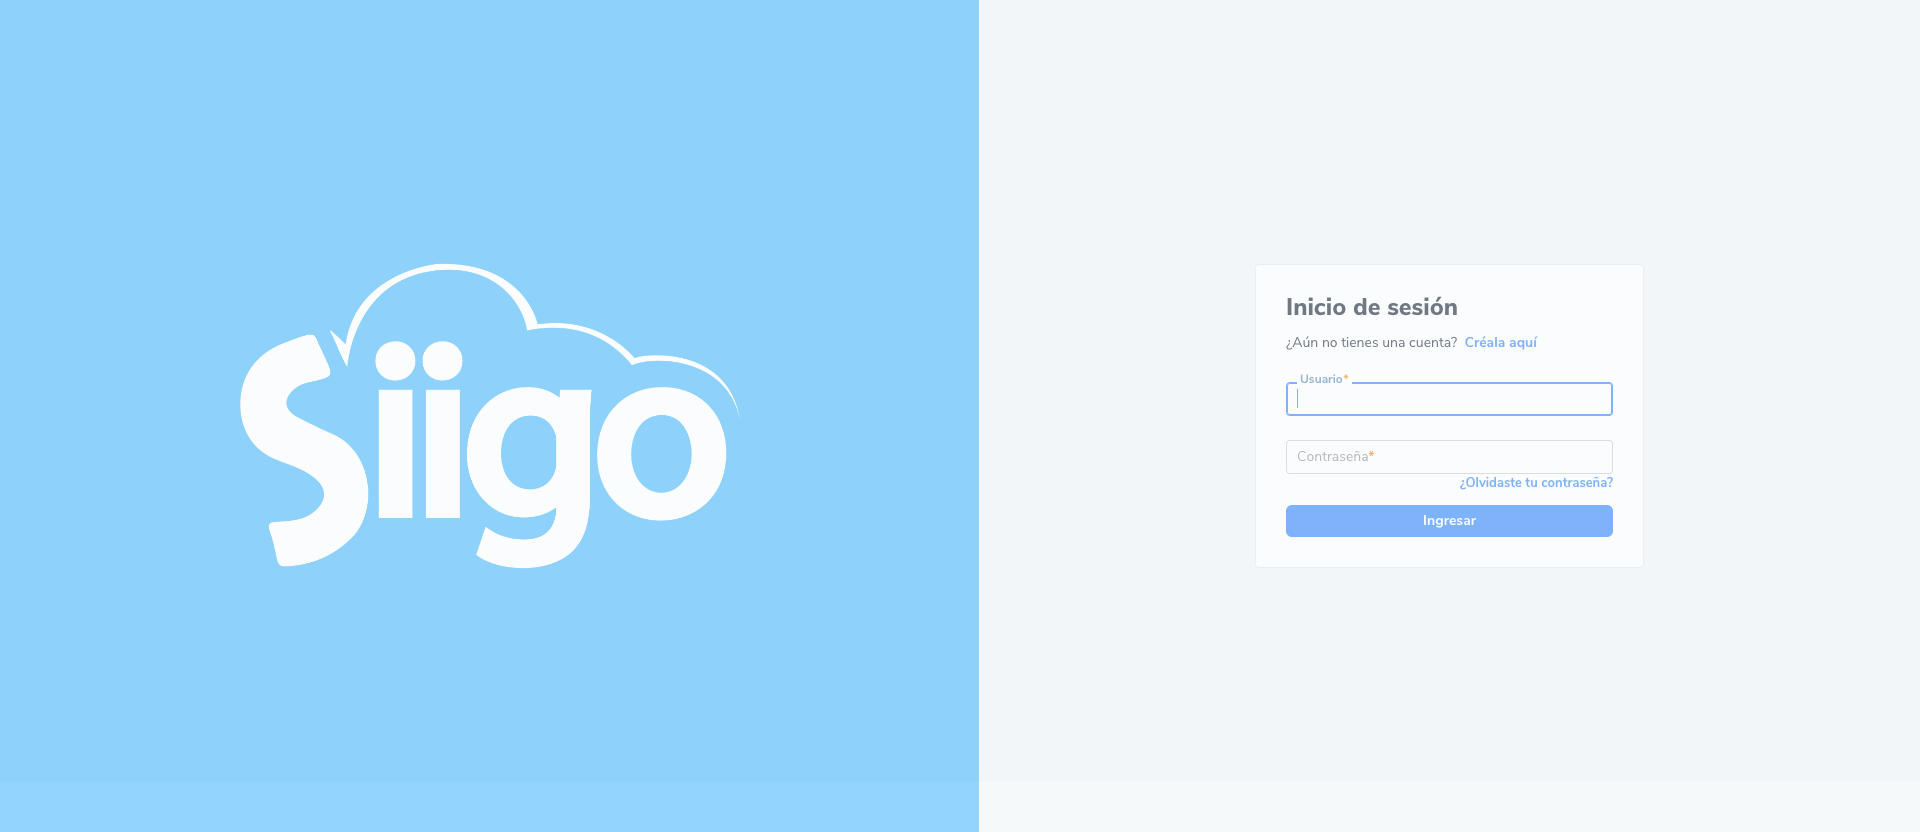 Siigo
Inicio de sesión
¿Aún no tienes una cuenta? Créala aquí
Usuario*
Contraseña*
¿Olvidaste tu contraseña?
Ingresar